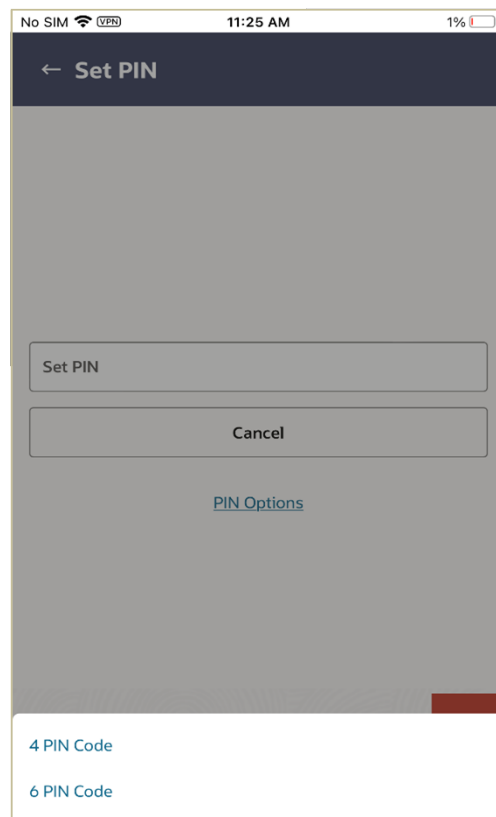 No SIM VPN 11:25 AM 1%
← Set PIN
Set PIN
Cancel
PIN Options
4 PIN Code
6 PIN Code